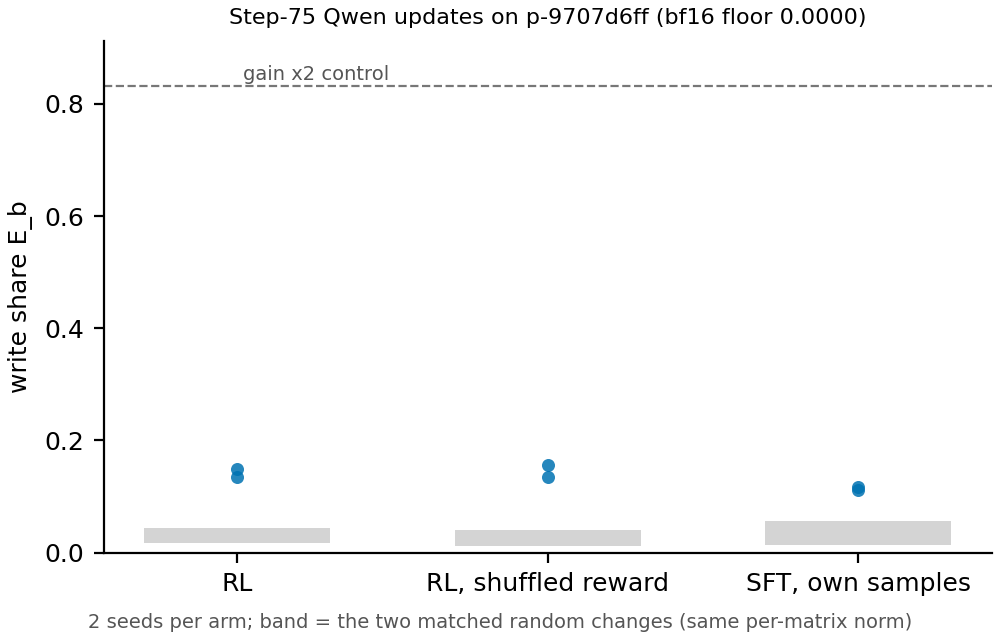 Step-75 Qwen updates on p-9707d6ff (bf16 floor 0.0000)
gain x2 control
write share E_b
0.8
0.6
0.4
0.2
0.0
RL
RL, shuffled reward
SFT, own samples
2 seeds per arm; band = the two matched random changes (same per-matrix norm)